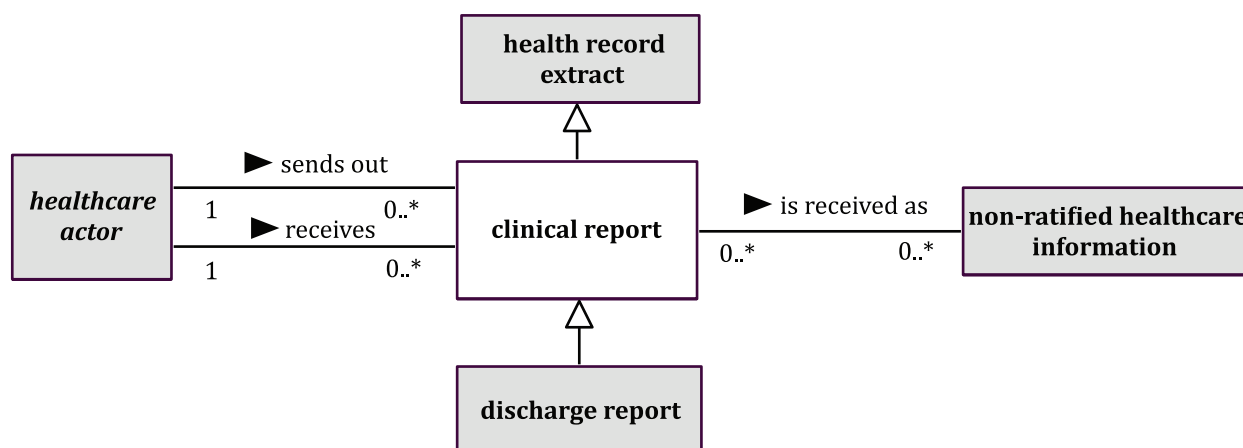 health record
extract
sends out
healthcare
actor
1
0..*
receives
1
0..*
clinical report
is received as
0..*
0..*
non-ratified healthcare
information
discharge report